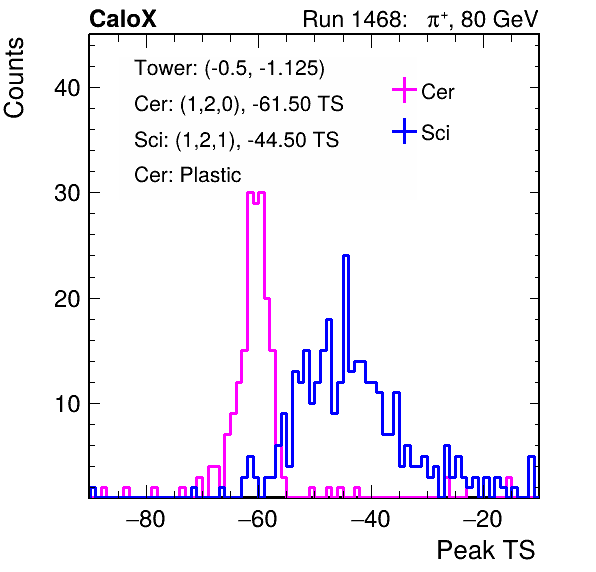 CaloX Run 1468: π⁺, 80 GeV
Counts
Tower: (-0.5, -1.125)
Cer: (1,2,0), -61.50 TS
Sci: (1,2,1), -44.50 TS
Cer: Plastic
Cer
Sci
40
30
20
10
−80 −60 −40 −20
Peak TS